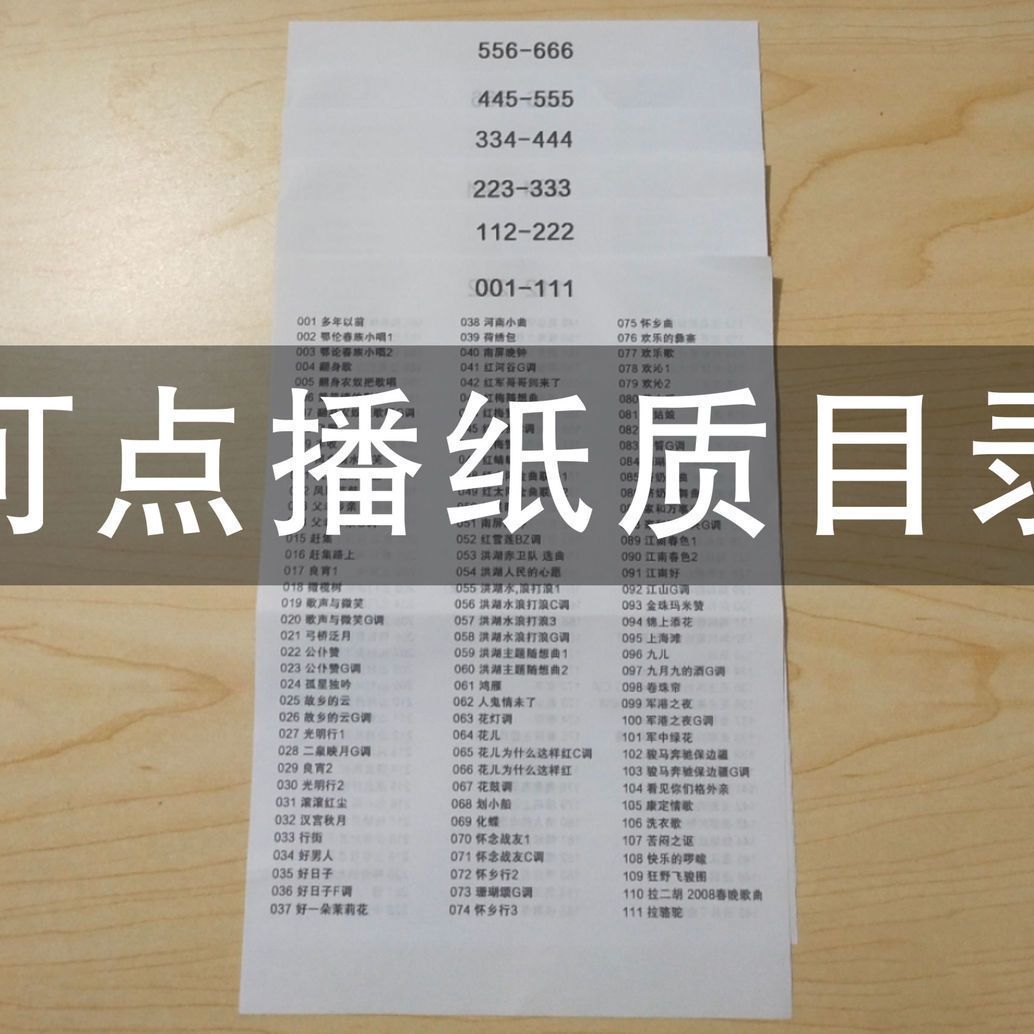 556-666
445-555
334-444
223-333
112-222
001-111
001 多年以前
002 鄂伦春族小唱1
003 鄂论春族小唱2
004 翻身歌
005 翻身农奴把歌唱
015 赶集
016 赶集路上
017 良宵1
018 橄榄树
019 歌声与微笑
020 歌声与微笑G调
021 弓桥泛月
022 公仆赞
023 公仆赞G调
024 孤星独吟
025 故乡的云
026 故乡的云G调
027 光明行1
028 二泉映月G调
029 良宵2
030 光明行2
031 滚滚红尘
032 汉宫秋月
033 行街
034 好男人
035 好日子
036 好日子F调
037 好一朵茉莉花
038 河南小曲
039 荷绣包
040 南屏晚钟
041 红河谷G调
042 红军哥哥回来了
051 南屏
052 红雪莲BZ调
053 洪湖赤卫队 选曲
054 洪湖人民的心愿
055 洪湖水,浪打浪1
056 洪湖水浪打浪C调
057 洪湖水浪打浪3
058 洪湖水浪打浪G调
059 洪湖主题随想曲1
060 洪湖主题随想曲2
061 鸿雁
062 人鬼情未了
063 花灯调
064 花儿
065 花儿为什么这样红C调
066 花儿为什么这样红
067 花鼓调
068 划小船
069 化蝶
070 怀念战友1
071 怀念战友C调
072 怀乡行2
073 珊瑚颂G调
074 怀乡行3
075 怀乡曲
076 欢乐的彝寨
077 欢乐歌
078 欢沁1
079 欢沁2
089 江南春色1
090 江南春色2
091 江南好
092 江山G调
093 金珠玛米赞
094 锦上添花
095 上海滩
096 九儿
097 九月九的酒G调
098 卷珠帘
099 军港之夜
100 军港之夜G调
101 军中绿花
102 骏马奔驰保边疆
103 骏马奔驰保边疆G调
104 看见你们格外亲
105 康定情歌
106 洗衣歌
107 苦闷之讴
108 快乐的啰嗦
109 狂野飞骏图
110 拉二胡 2008春晚歌曲
111 拉骆驼
可点播纸质目录